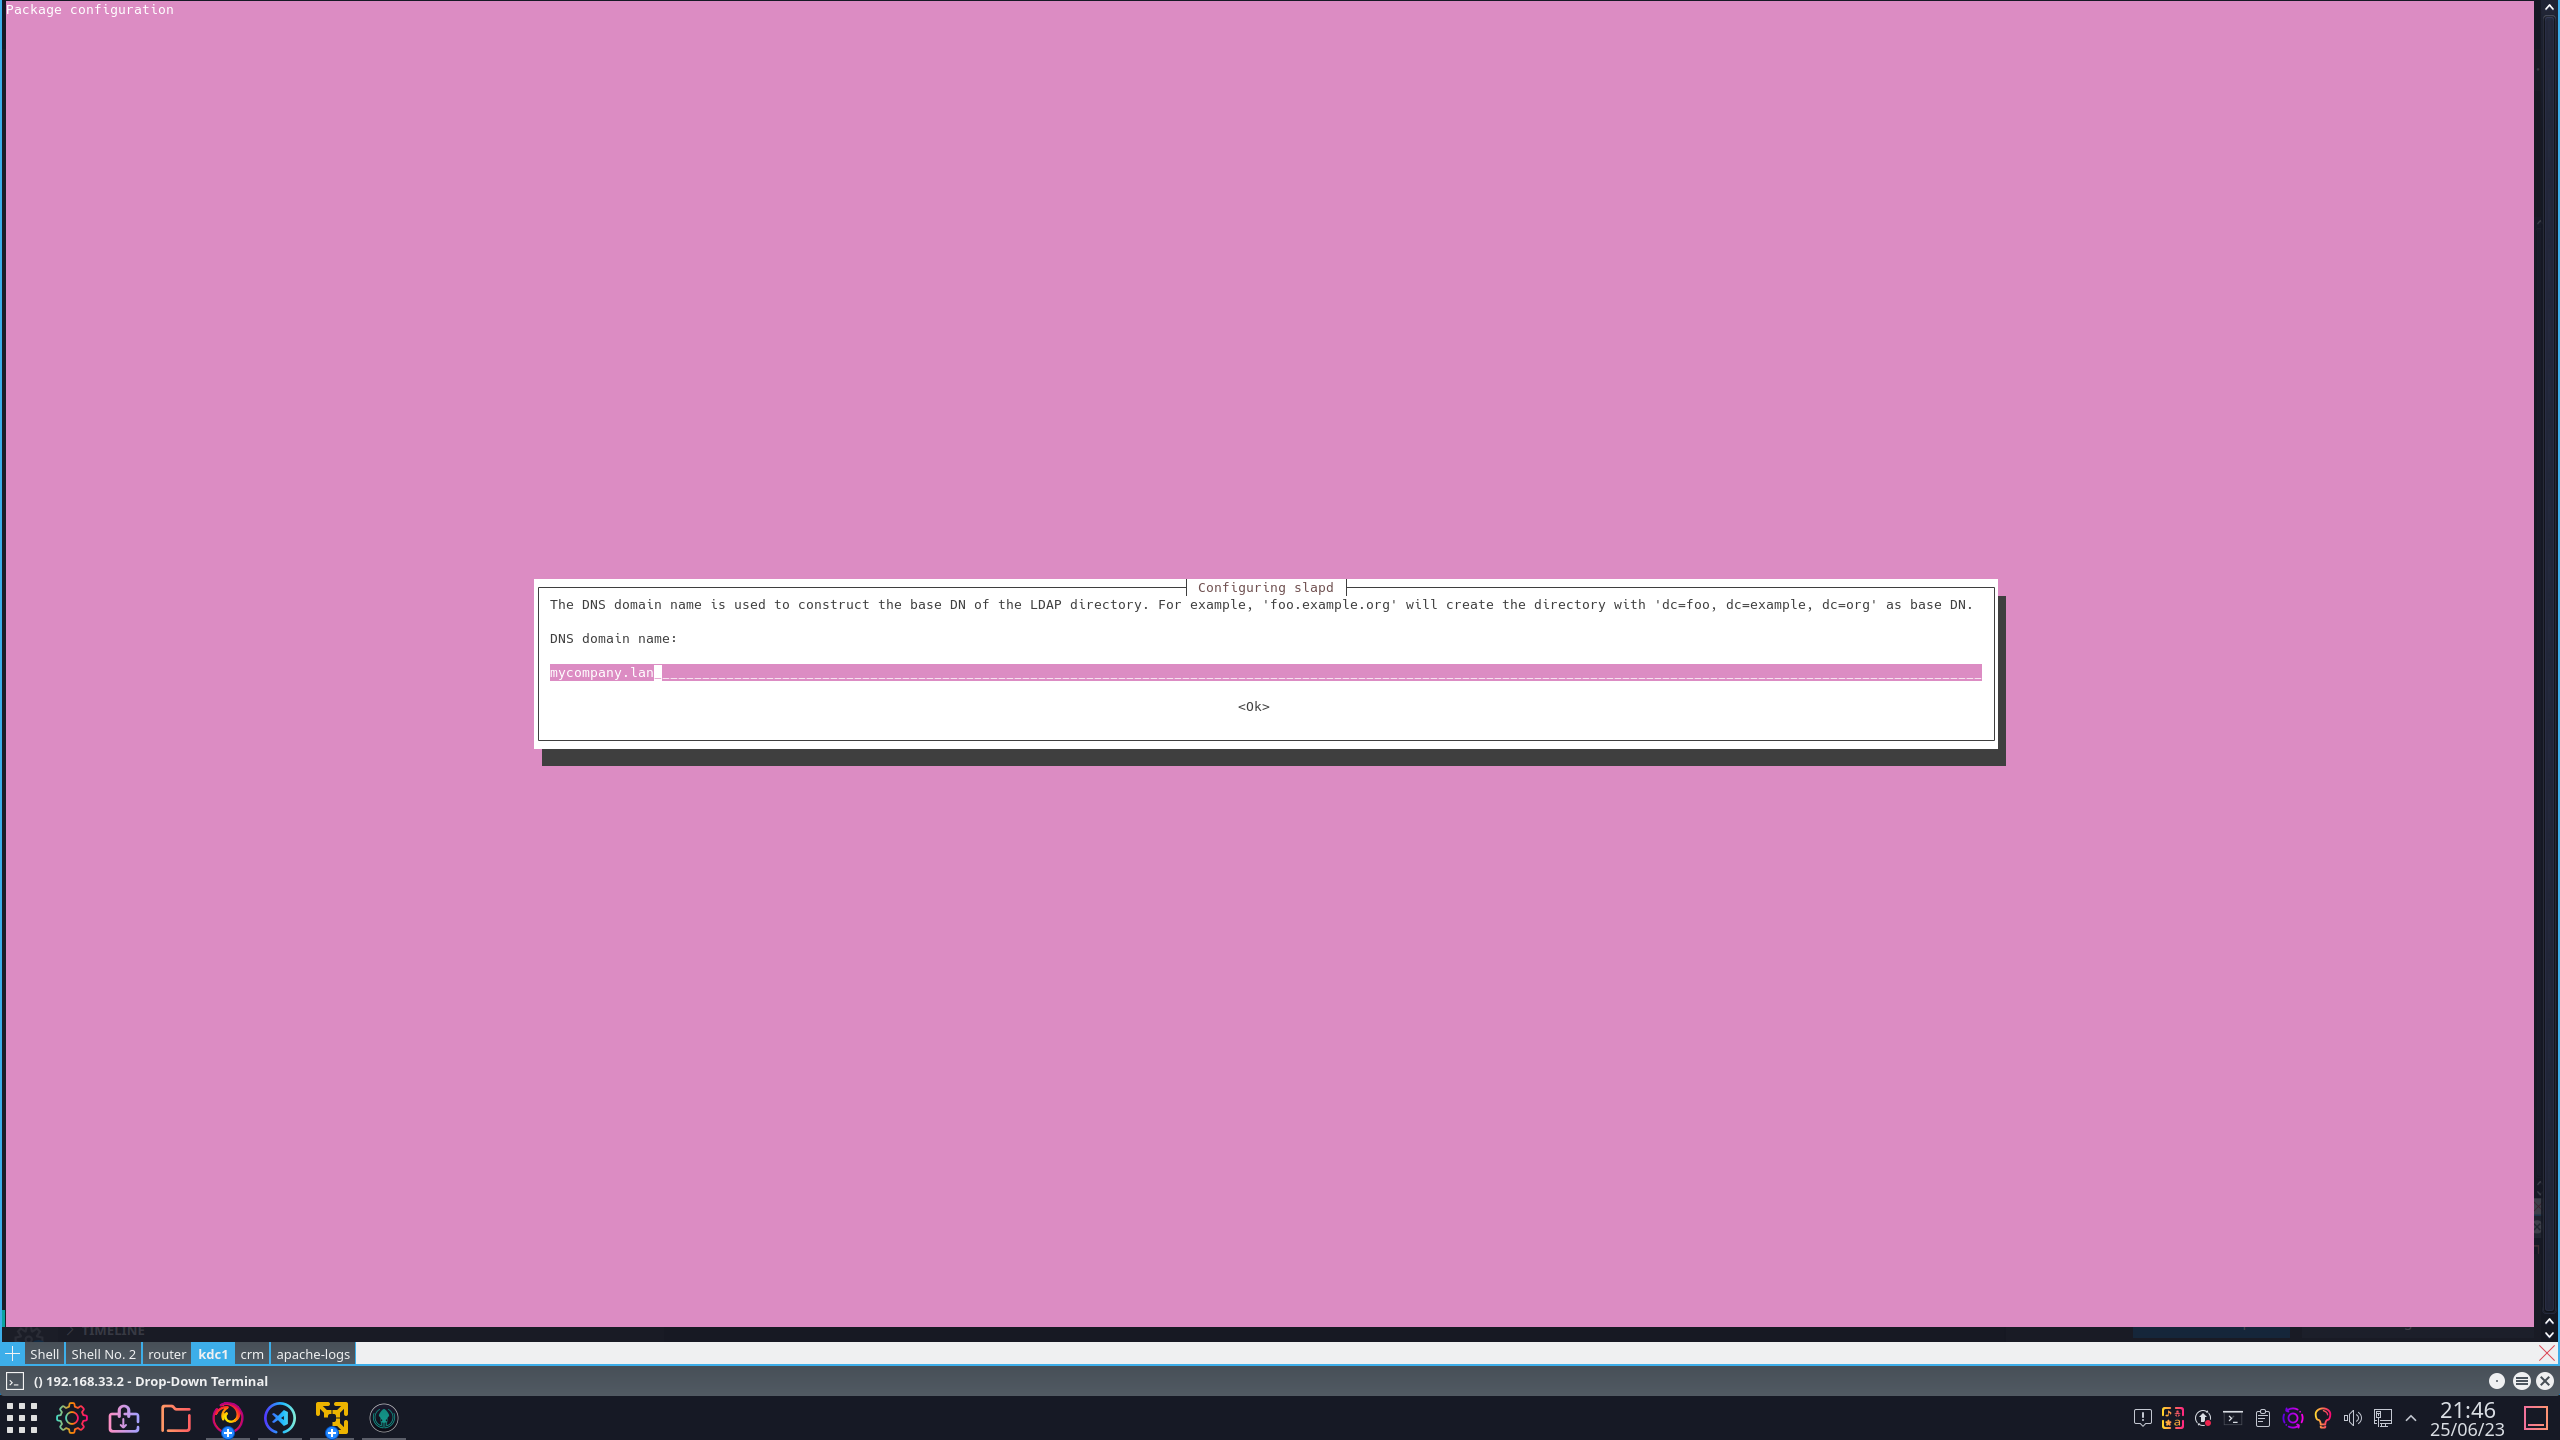 Package configuration
Configuring slapd
The DNS domain name is used to construct the base DN of the LDAP directory. For example, 'foo.example.org' will create the directory with 'dc=foo, dc=example, dc=org' as base DN.
DNS domain name:
mycompany.lan
<Ok>
TIMELINE
Shell
Shell No. 2
router
kdc1
crm
apache-logs
() 192.168.33.2 - Drop-Down Terminal
21:46
25/06/23